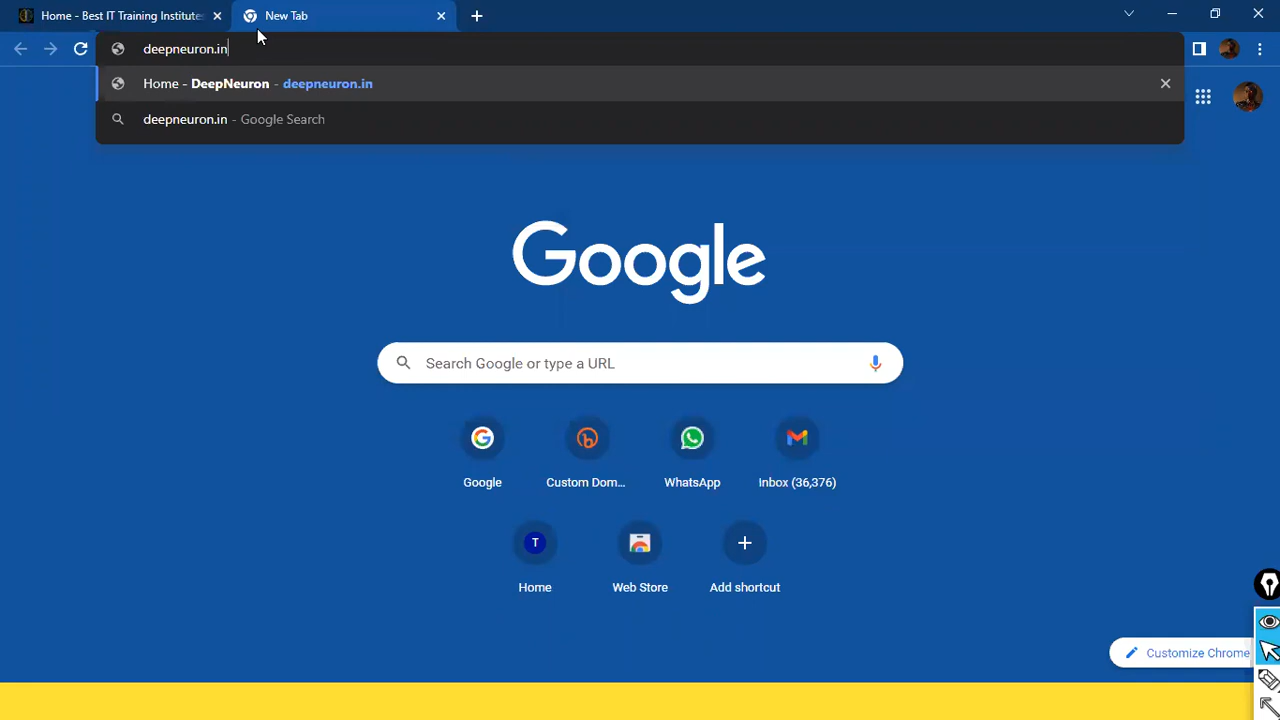 Home - Best IT Training Institute
New Tab
deepneuron.in
Home - DeepNeuron - deepneuron.in
deepneuron.in - Google Search
Google
Search Google or type a URL
Google
Custom Dom...
WhatsApp
Inbox (36,376)
T
Home
Web Store
Add shortcut
Customize Chrome